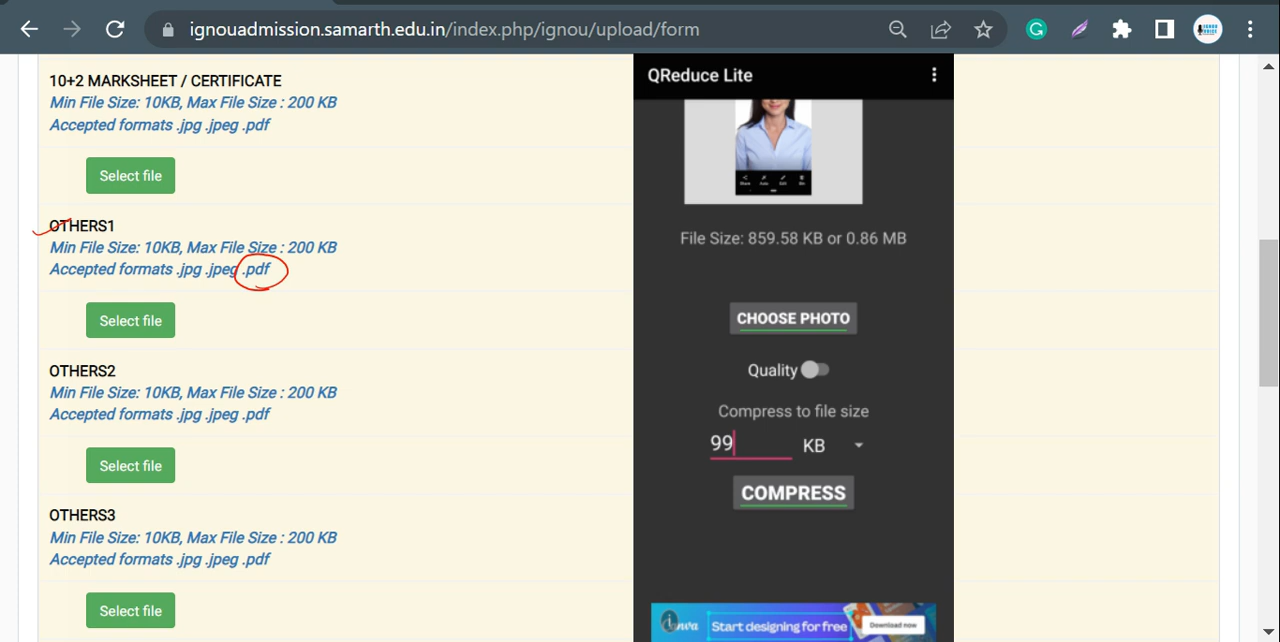 ignouadmission.samarth.edu.in/index.php/ignou/upload/form
10+2 MARKSHEET / CERTIFICATE
Min File Size: 10KB, Max File Size : 200 KB
Accepted formats .jpg .jpeg .pdf
Select file
OTHERS1
Min File Size: 10KB, Max File Size : 200 KB
Accepted formats .jpg .jpeg .pdf
Select file
OTHERS2
Min File Size: 10KB, Max File Size : 200 KB
Accepted formats .jpg .jpeg .pdf
Select file
OTHERS3
Min File Size: 10KB, Max File Size : 200 KB
Accepted formats .jpg .jpeg .pdf
Select file
QReduce Lite
Share Auto Edit Bin
File Size: 859.58 KB or 0.86 MB
CHOOSE PHOTO
Quality
Compress to file size
99 KB
COMPRESS
Start designing for free
Download now